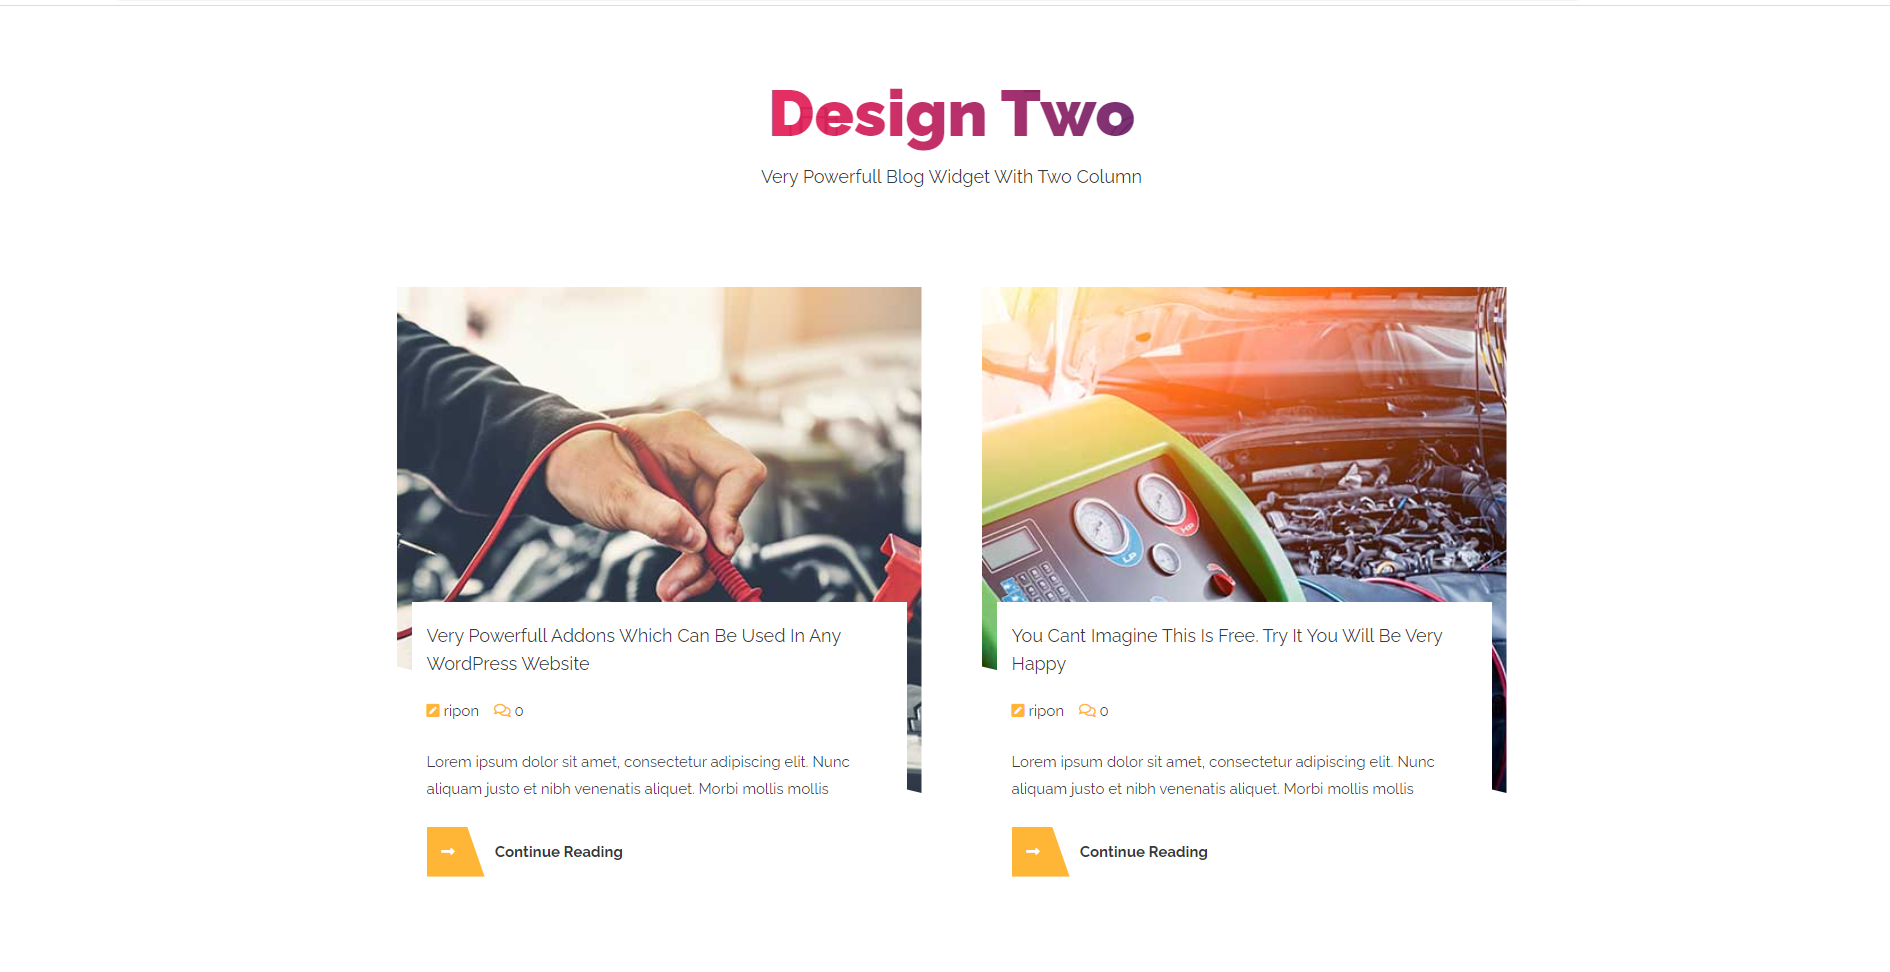 Design Two
Very Powerfull Blog Widget With Two Column
Very Powerfull Addons Which Can Be Used In Any
WordPress Website
ripon 0
Lorem ipsum dolor sit amet, consectetur adipiscing elit. Nunc
aliquam justo et nibh venenatis aliquet. Morbi mollis mollis
Continue Reading
LP
HP
You Cant Imagine This Is Free. Try It You Will Be Very
Happy
ripon 0
Lorem ipsum dolor sit amet, consectetur adipiscing elit. Nunc
aliquam justo et nibh venenatis aliquet. Morbi mollis mollis
Continue Reading